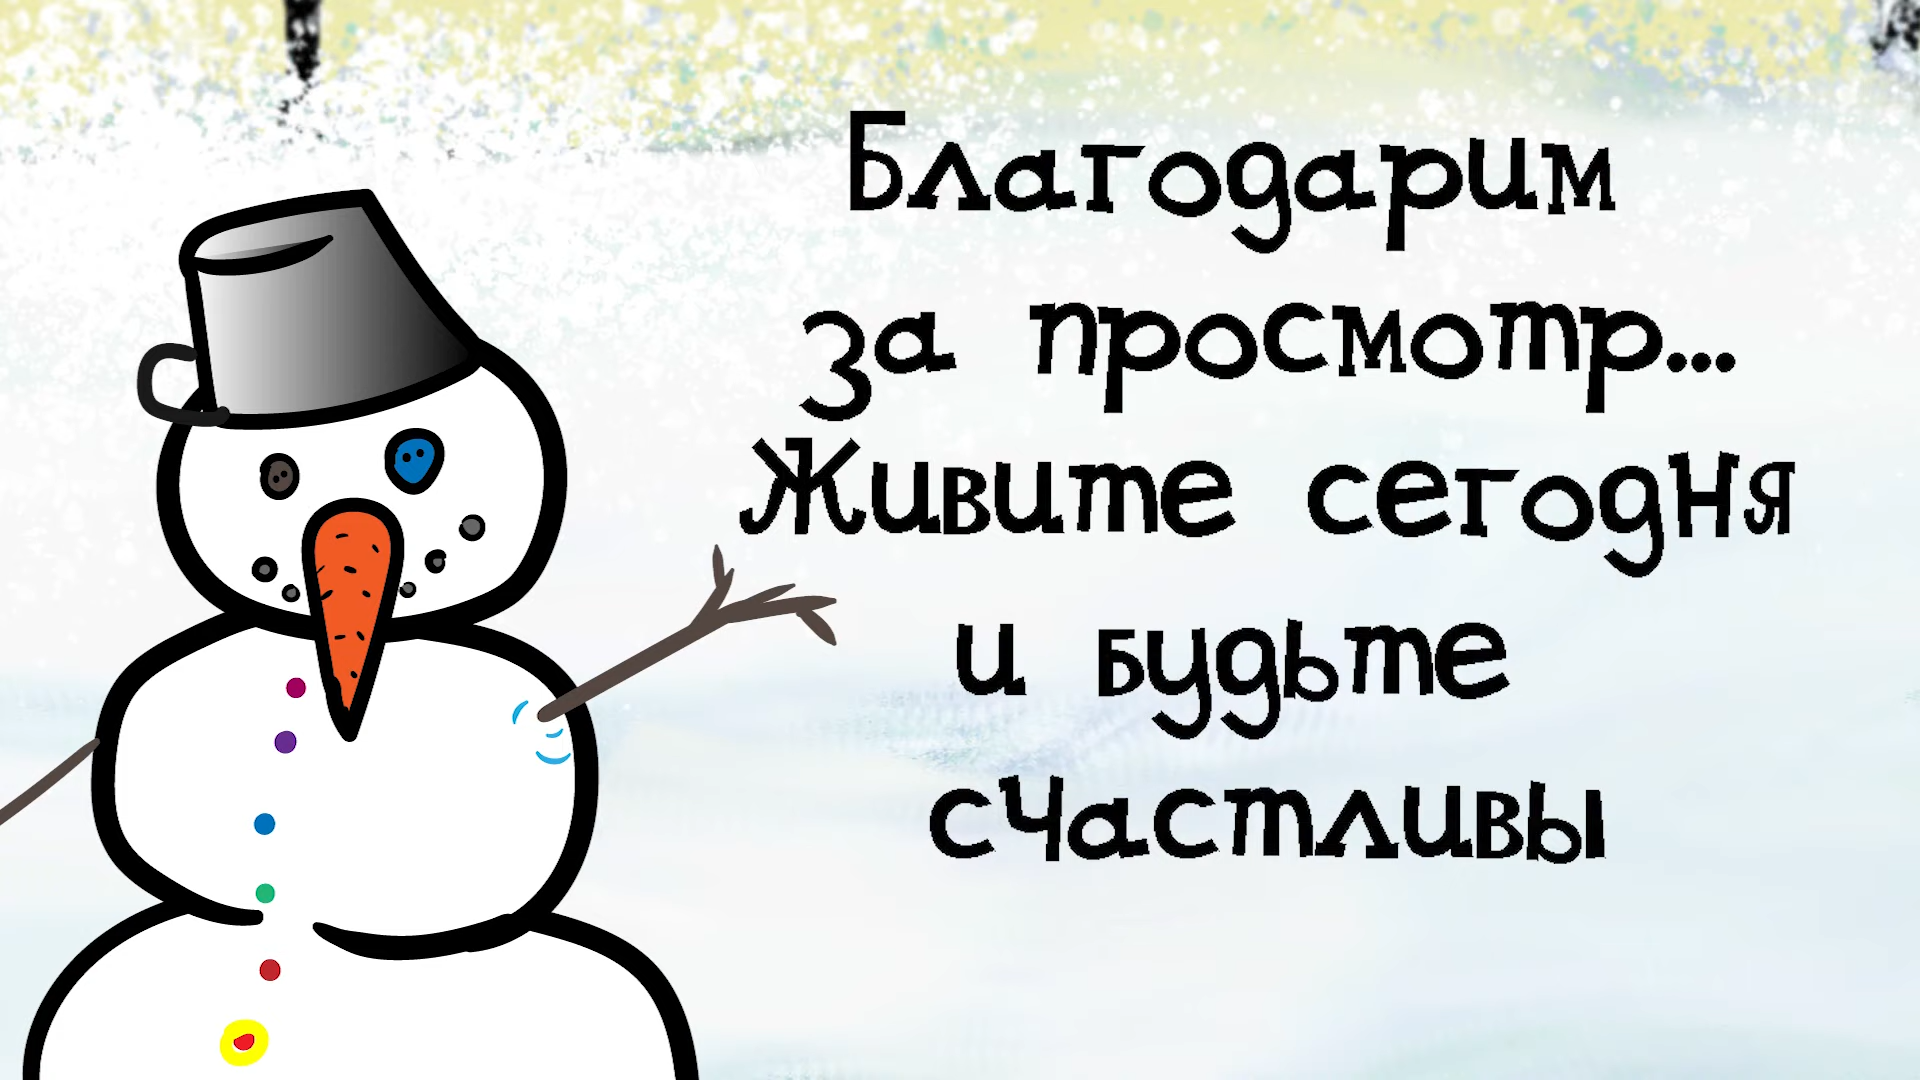 Благодарим
за просмотр...
Живите сегодня
и будьте
счастливы